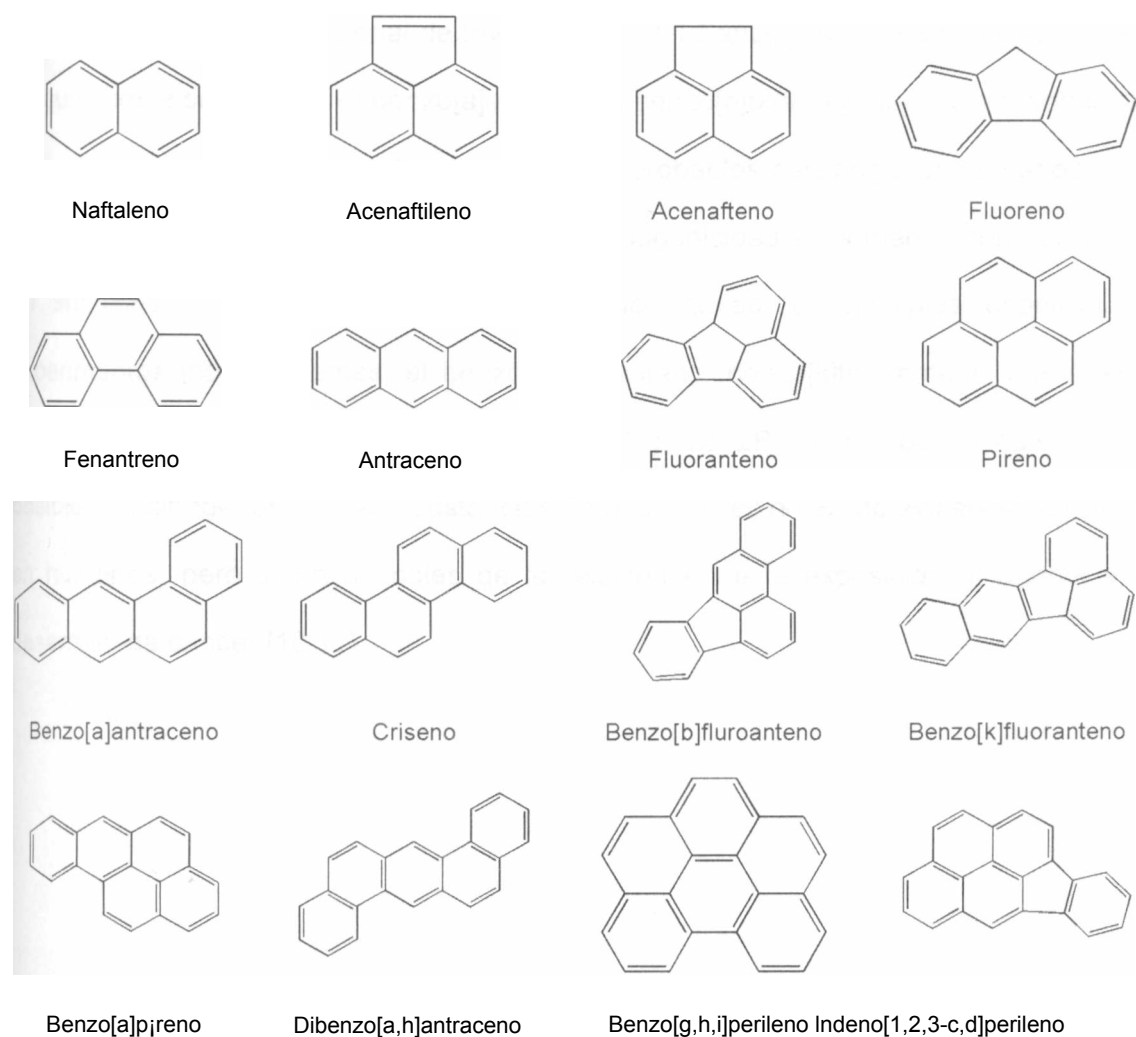 Naftaleno Acenaftileno Acenafteno Fluoreno
Fenantreno Antraceno Fluoranteno Pireno
Benzo[a]antraceno Criseno Benzo[b]fluroanteno Benzo[k]fluoranteno
Benzo[a]p¡reno Dibenzo[a,h]antraceno Benzo[g,h,i]perileno Indeno[1,2,3-c,d]perileno